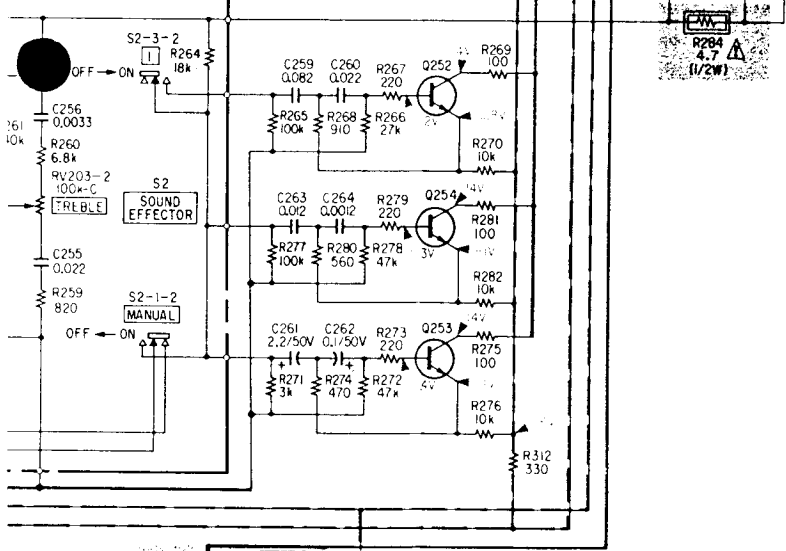 S2-3-2
1
OFF → ON
R264
18k
C259
0.082
C260
0.022
R267
220
Q252
R269
100
R284
4.7
(1/2W)
C256
0.0033
R265
100k
R268
910
R266
27k
2V
R260
6.8k
R270
10k
RV203-2
100k-C
TREBLE
S2
SOUND
EFFECTOR
C263
0.012
C264
0.0012
R279
220
Q254
R281
100
C255
0.022
R277
100k
R280
560
R278
47k
R282
10k
R259
820
S2-1-2
MANUAL
OFF ← ON
C261
2.2/50V
C262
0.1/50V
R273
220
Q253
R275
100
R271
3k
R274
470
R272
47k
R276
10k
R312
330